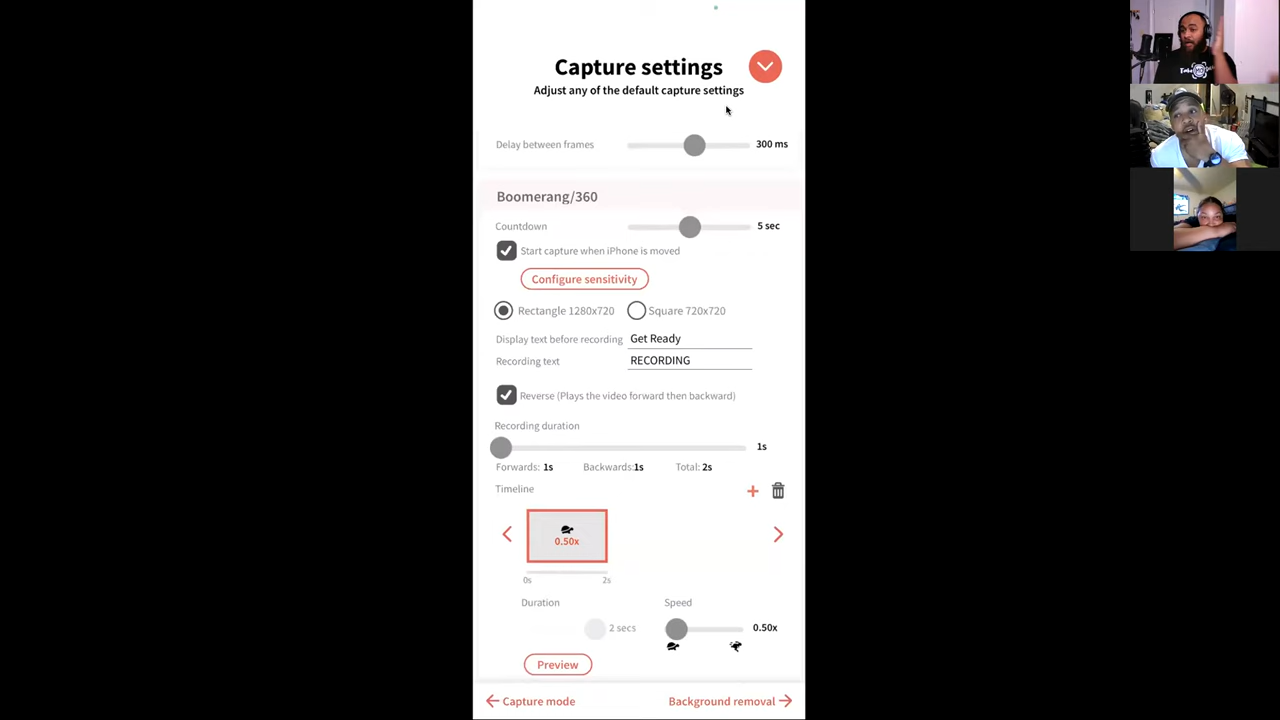 Capture settings
Adjust any of the default capture settings
Delay between frames 300 ms
Boomerang/360
Countdown 5 sec
Start capture when iPhone is moved
Configure sensitivity
Rectangle 1280x720 Square 720x720
Display text before recording Get Ready
Recording text RECORDING
Reverse (Plays the video forward then backward)
Recording duration
1s
Forwards: 1s Backwards:1s Total: 2s
Timeline
0.50x
0s 2s
Duration Speed
2 secs 0.50x
Preview
Capture mode Background removal